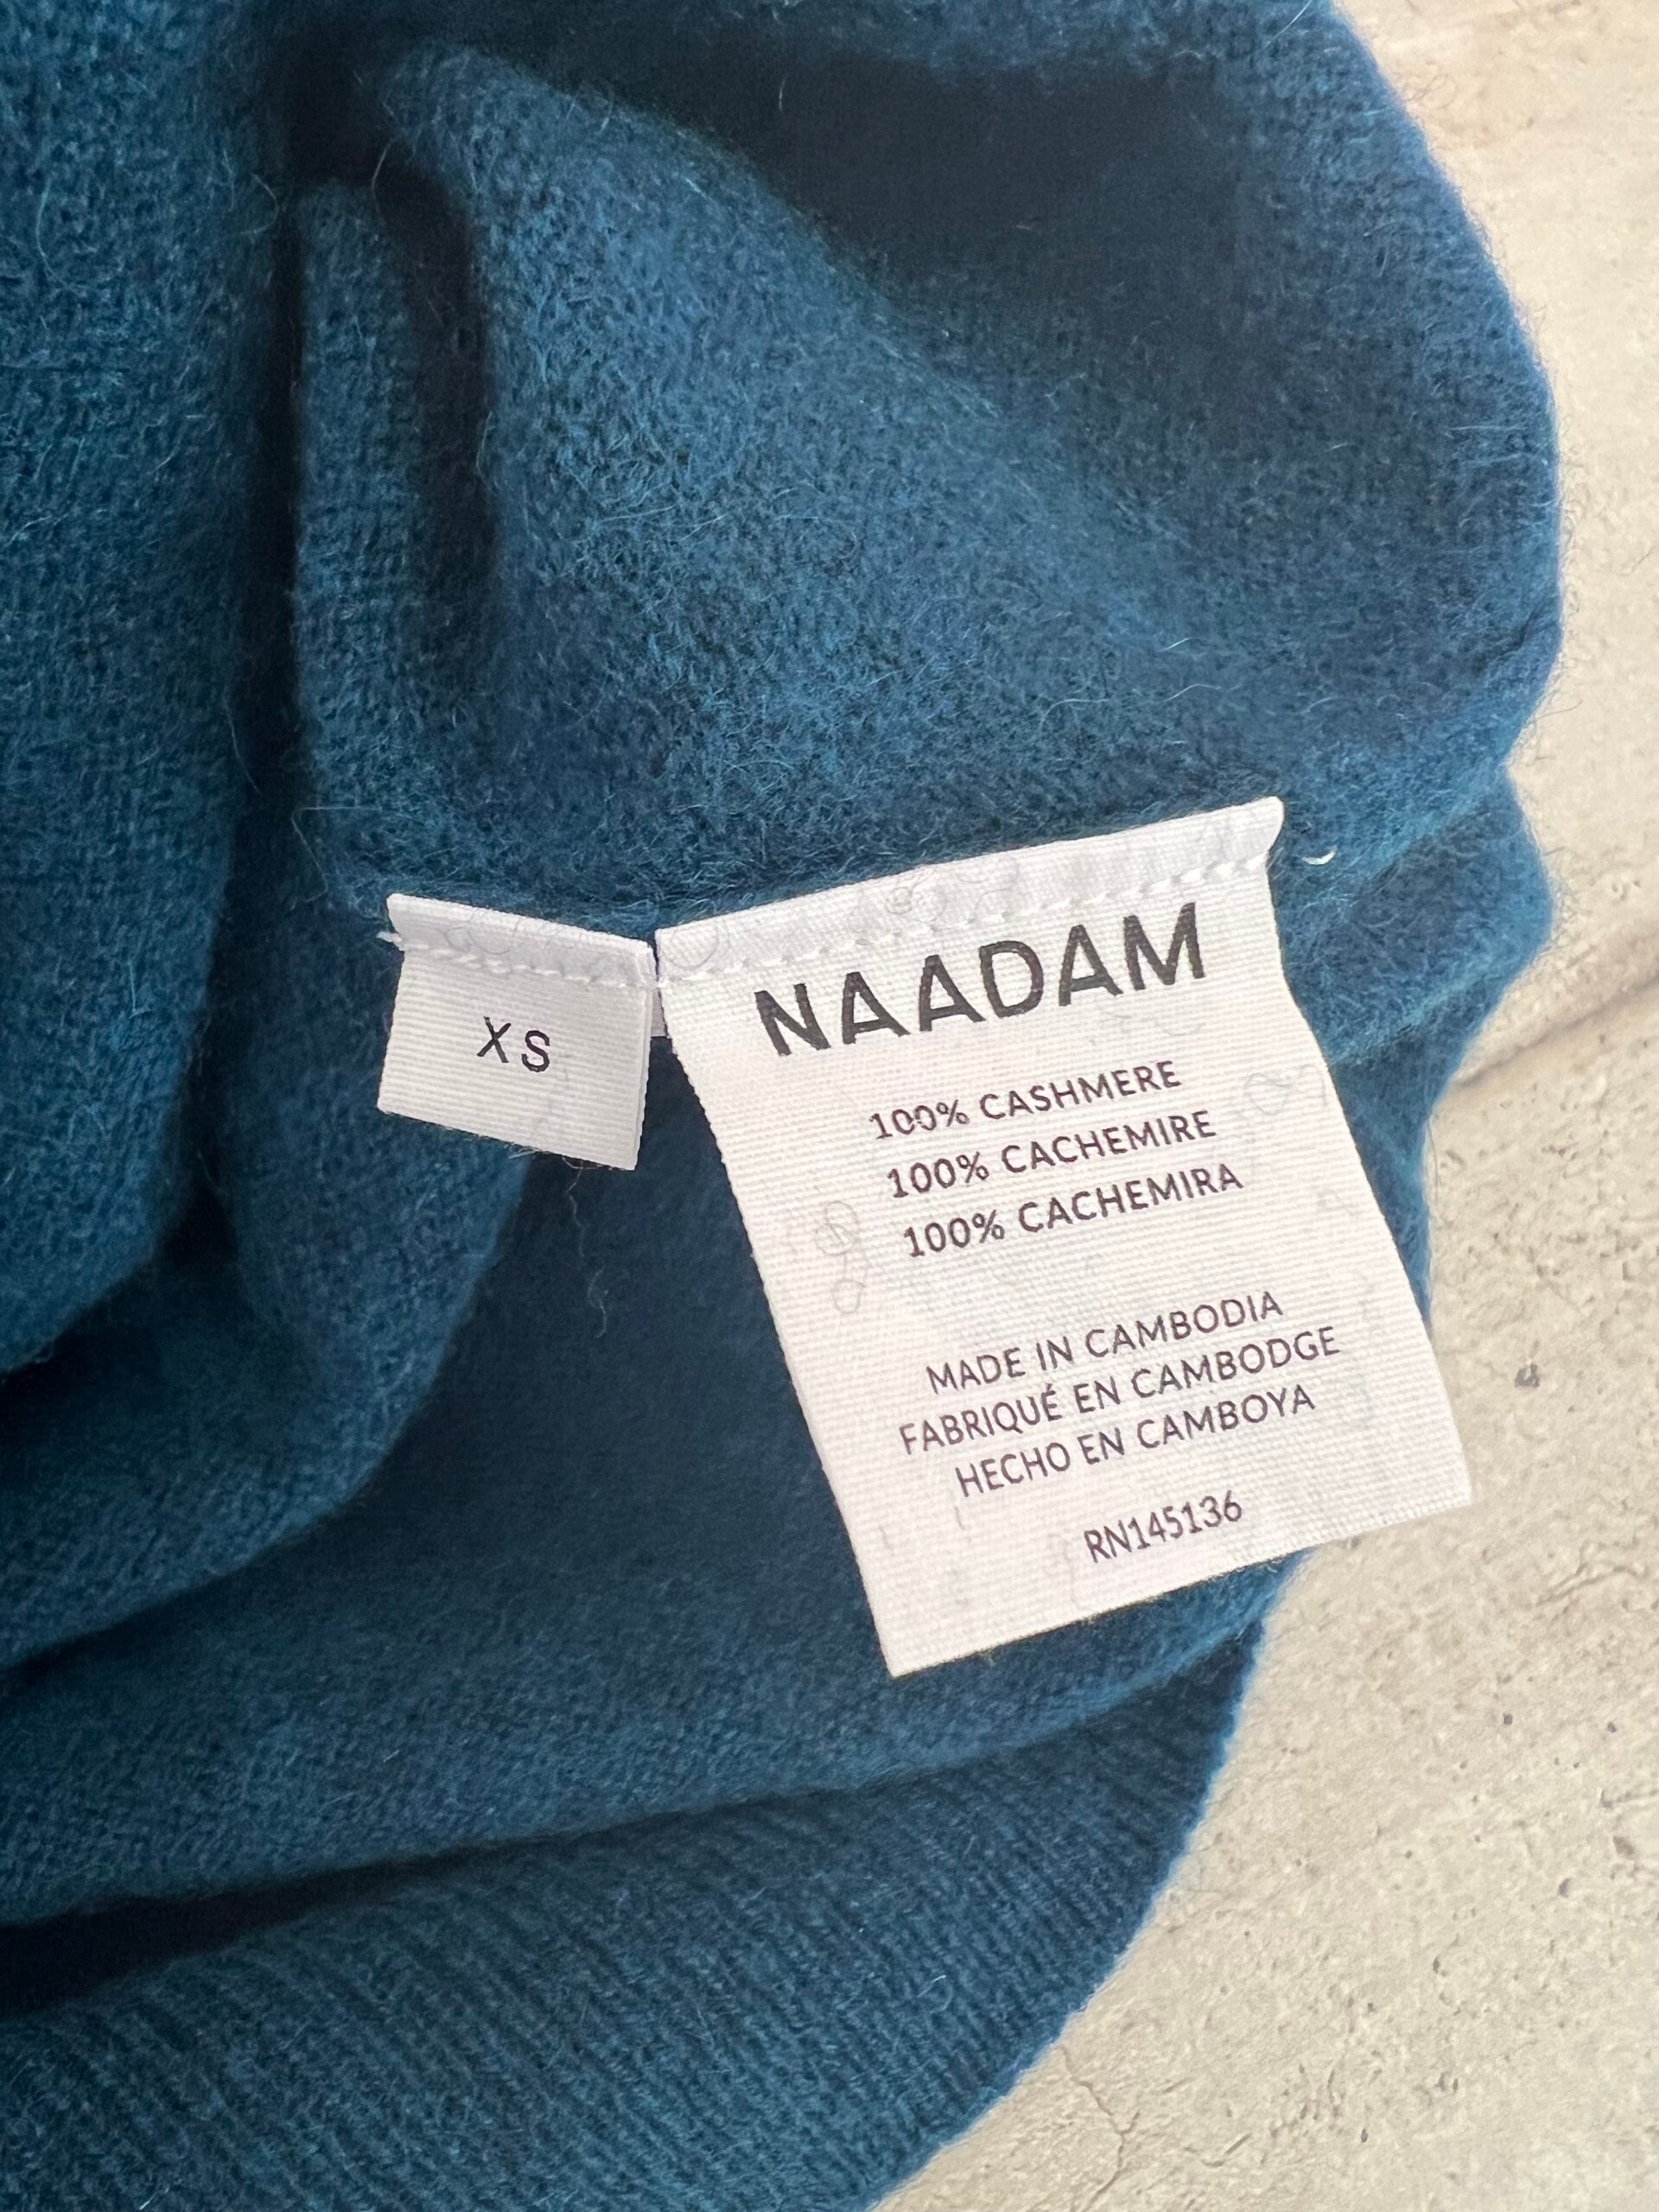 XS
NAADAM
100% CASHMERE
100% CACHEMIRE
100% CACHEMIRA
MADE IN CAMBODIA
FABRIQUÉ EN CAMBODGE
HECHO EN CAMBOYA
RN145136